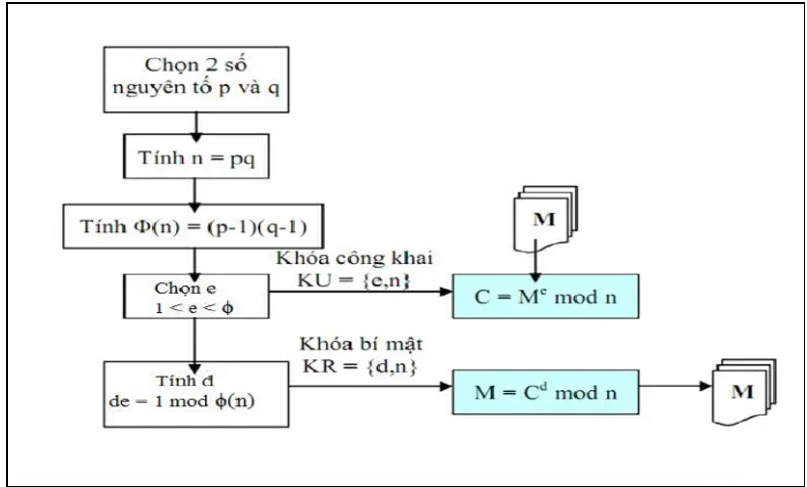 Chọn 2 số
nguyên tố p và q
Tính n = pq
Tính Φ(n) = (p-1)(q-1)
M
Khóa công khai
KU = {e,n}
Chọn e
1 < e < ϕ
C = Mᵉ mod n
Khóa bí mật
KR = {d,n}
Tính d
de = 1 mod ϕ(n)
M = Cᵈ mod n
M